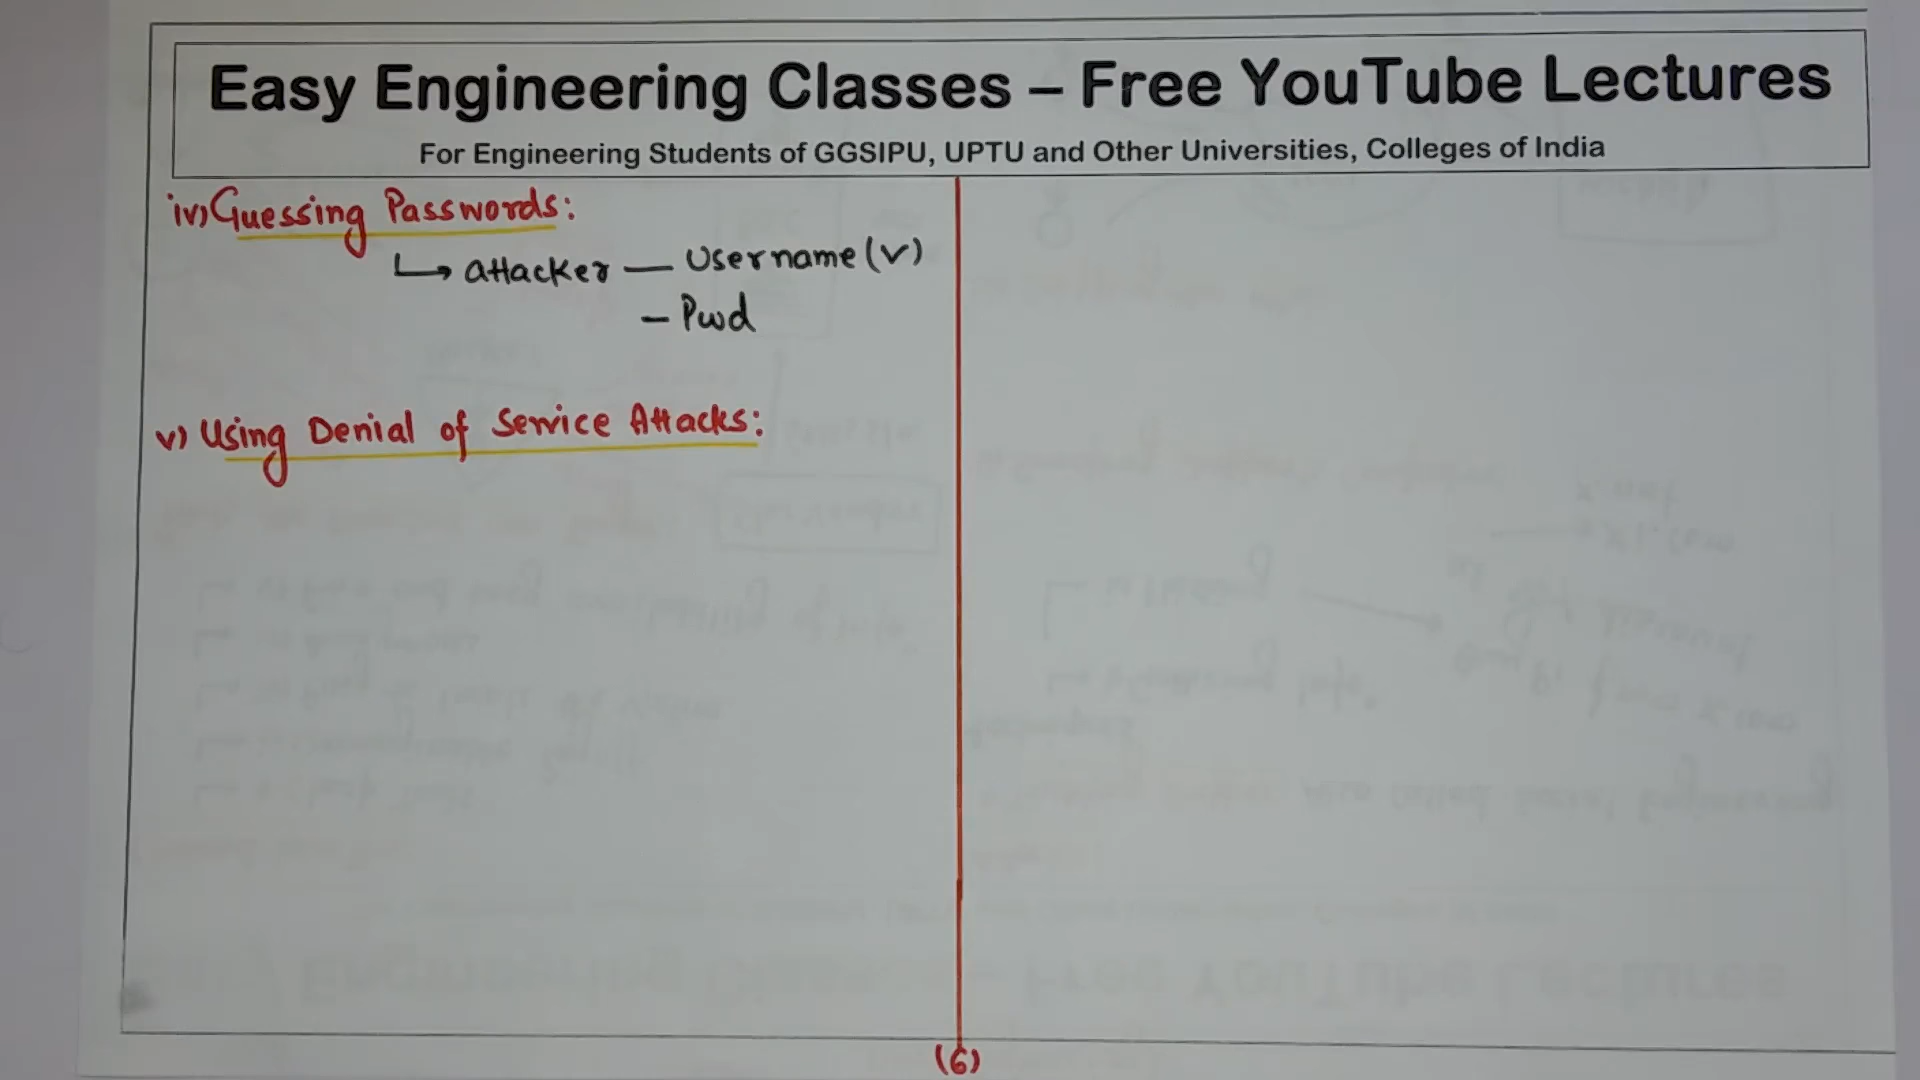 Easy Engineering Classes – Free YouTube Lectures
For Engineering Students of GGSIPU, UPTU and Other Universities, Colleges of India
iv) Guessing Passwords:
↳ attacker — Username (v)
– Pwd
v) Using Denial of Service Attacks:
(6)